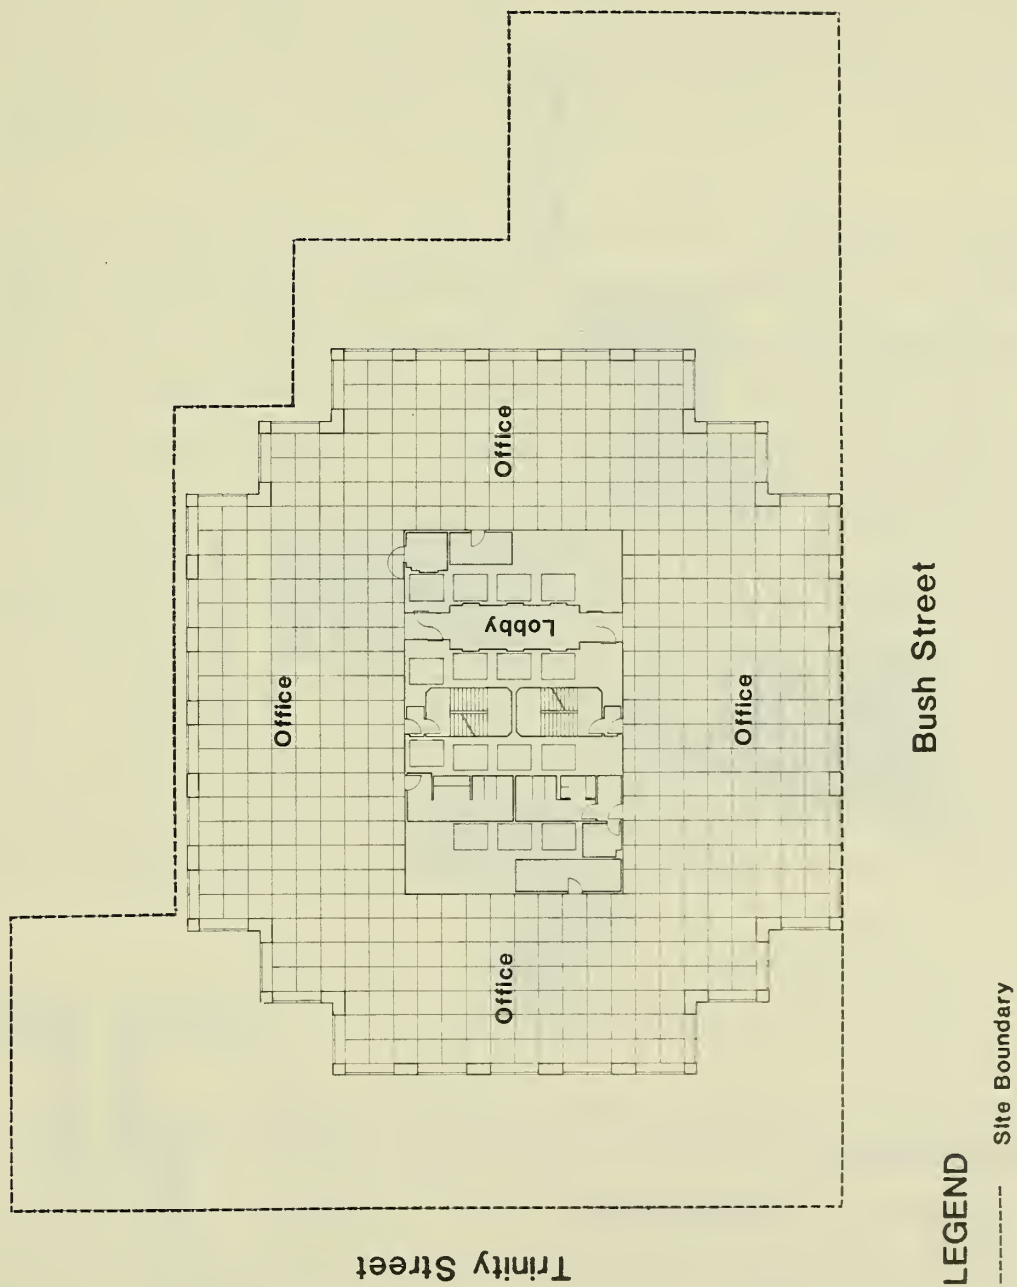 Office
Office
Lobby
Office
Office
Bush Street
Trinity Street
LEGEND
Site Boundary